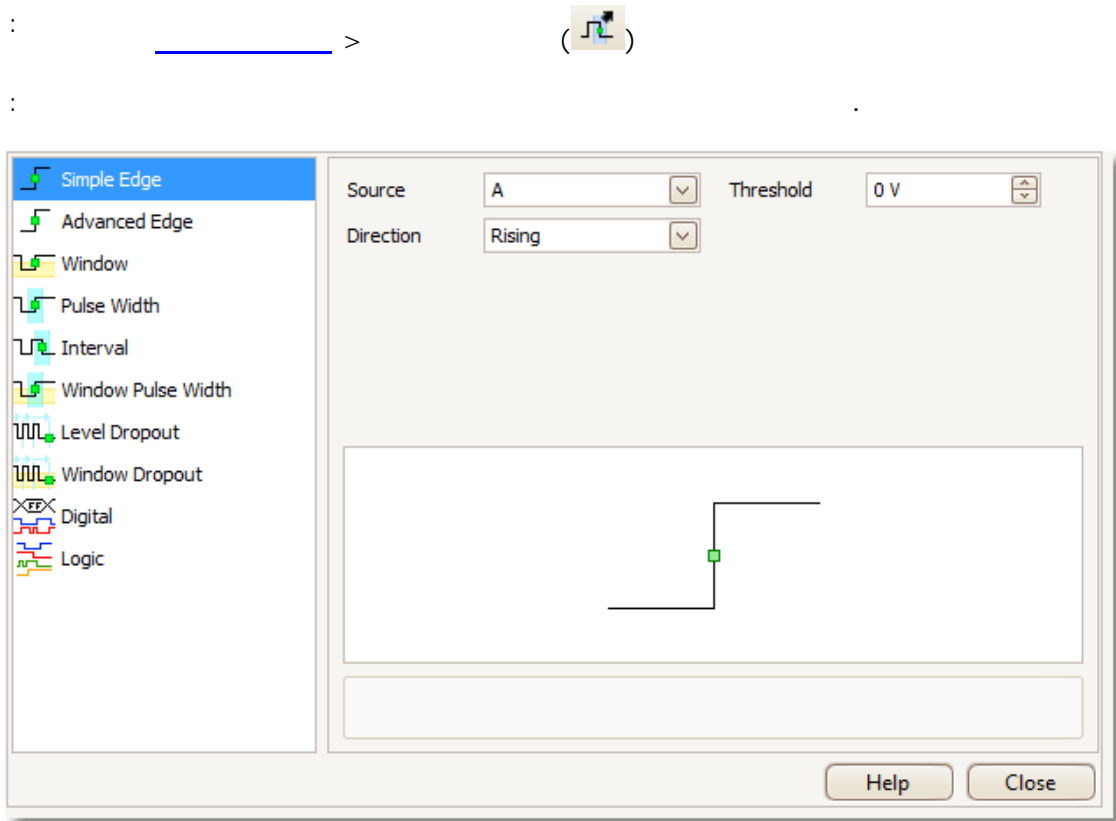 :
> ( )
: .
Simple Edge
Advanced Edge
Window
Pulse Width
Interval
Window Pulse Width
Level Dropout
Window Dropout
Digital
Logic
Source A Threshold 0 V
Direction Rising
Help Close